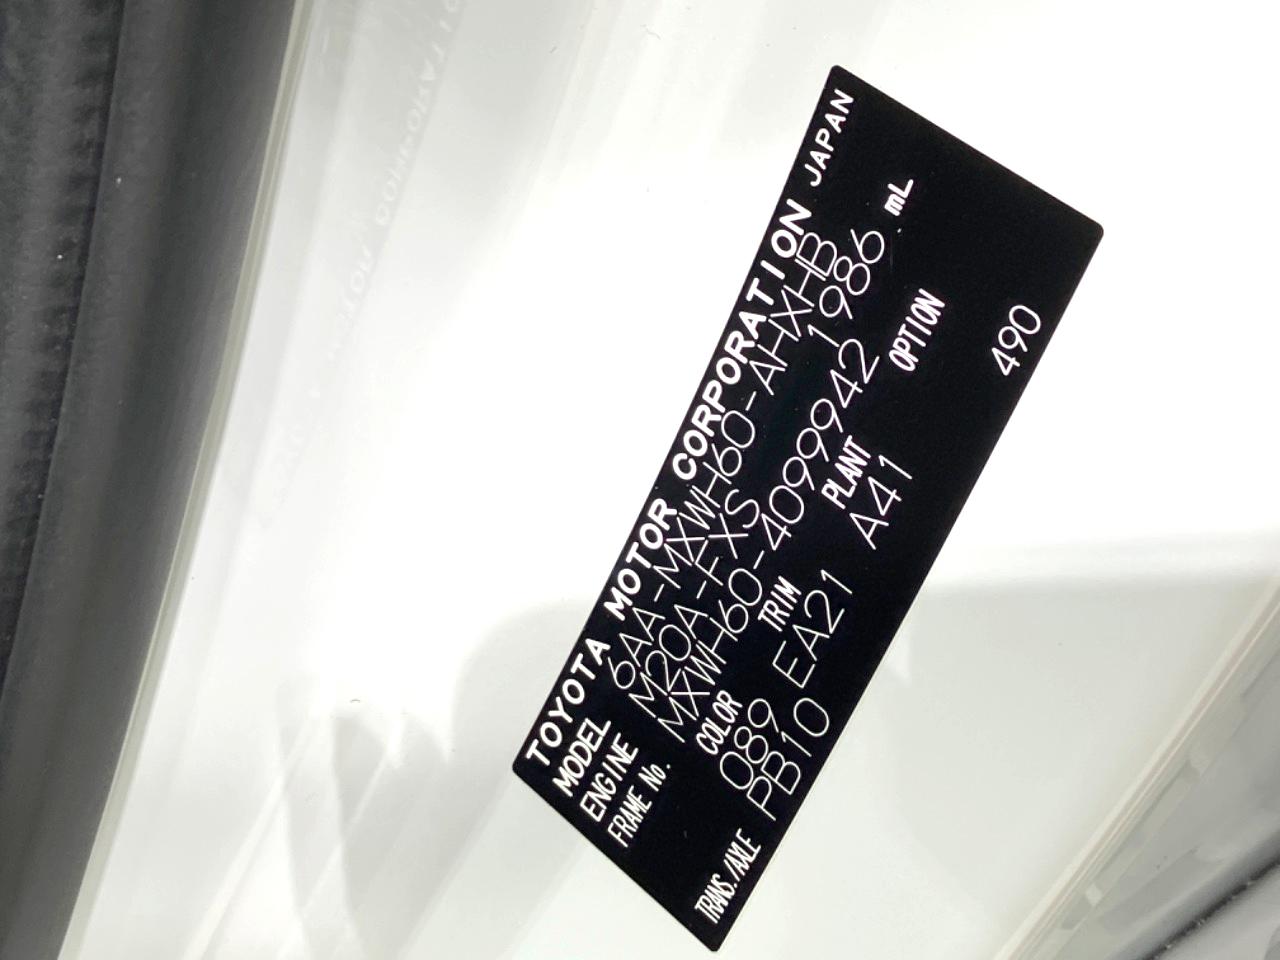 TOYOTA MOTOR CORPORATION JAPAN
MODEL 6AA-MXWH60-AHXHB
ENGINE M20A-FXS 1986 mL
FRAME No. MXWH60-4099942
COLOR TRIM PLANT OPTION
089 EA21 A41
TRANS./AXLE PB10 490